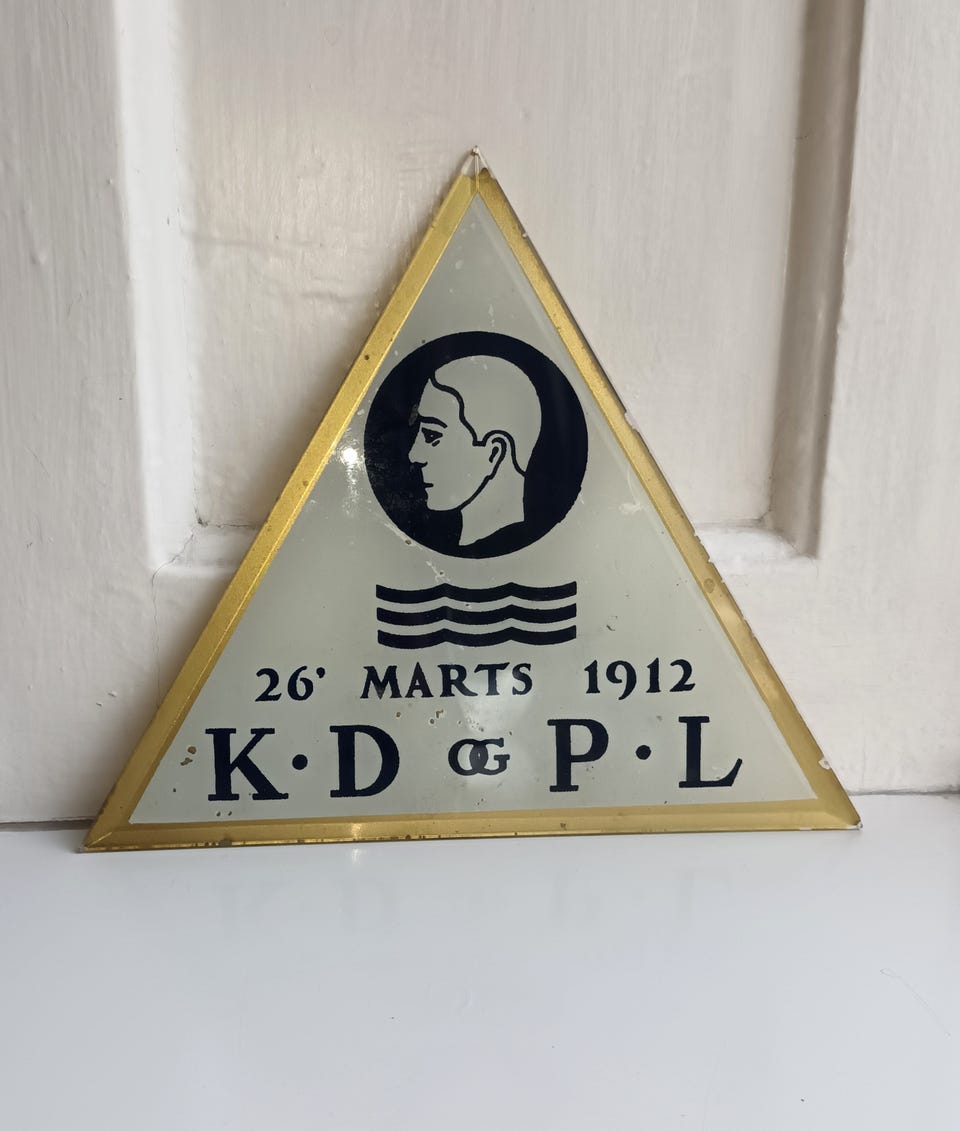 26' MARTS 1912
K·D OG P·L